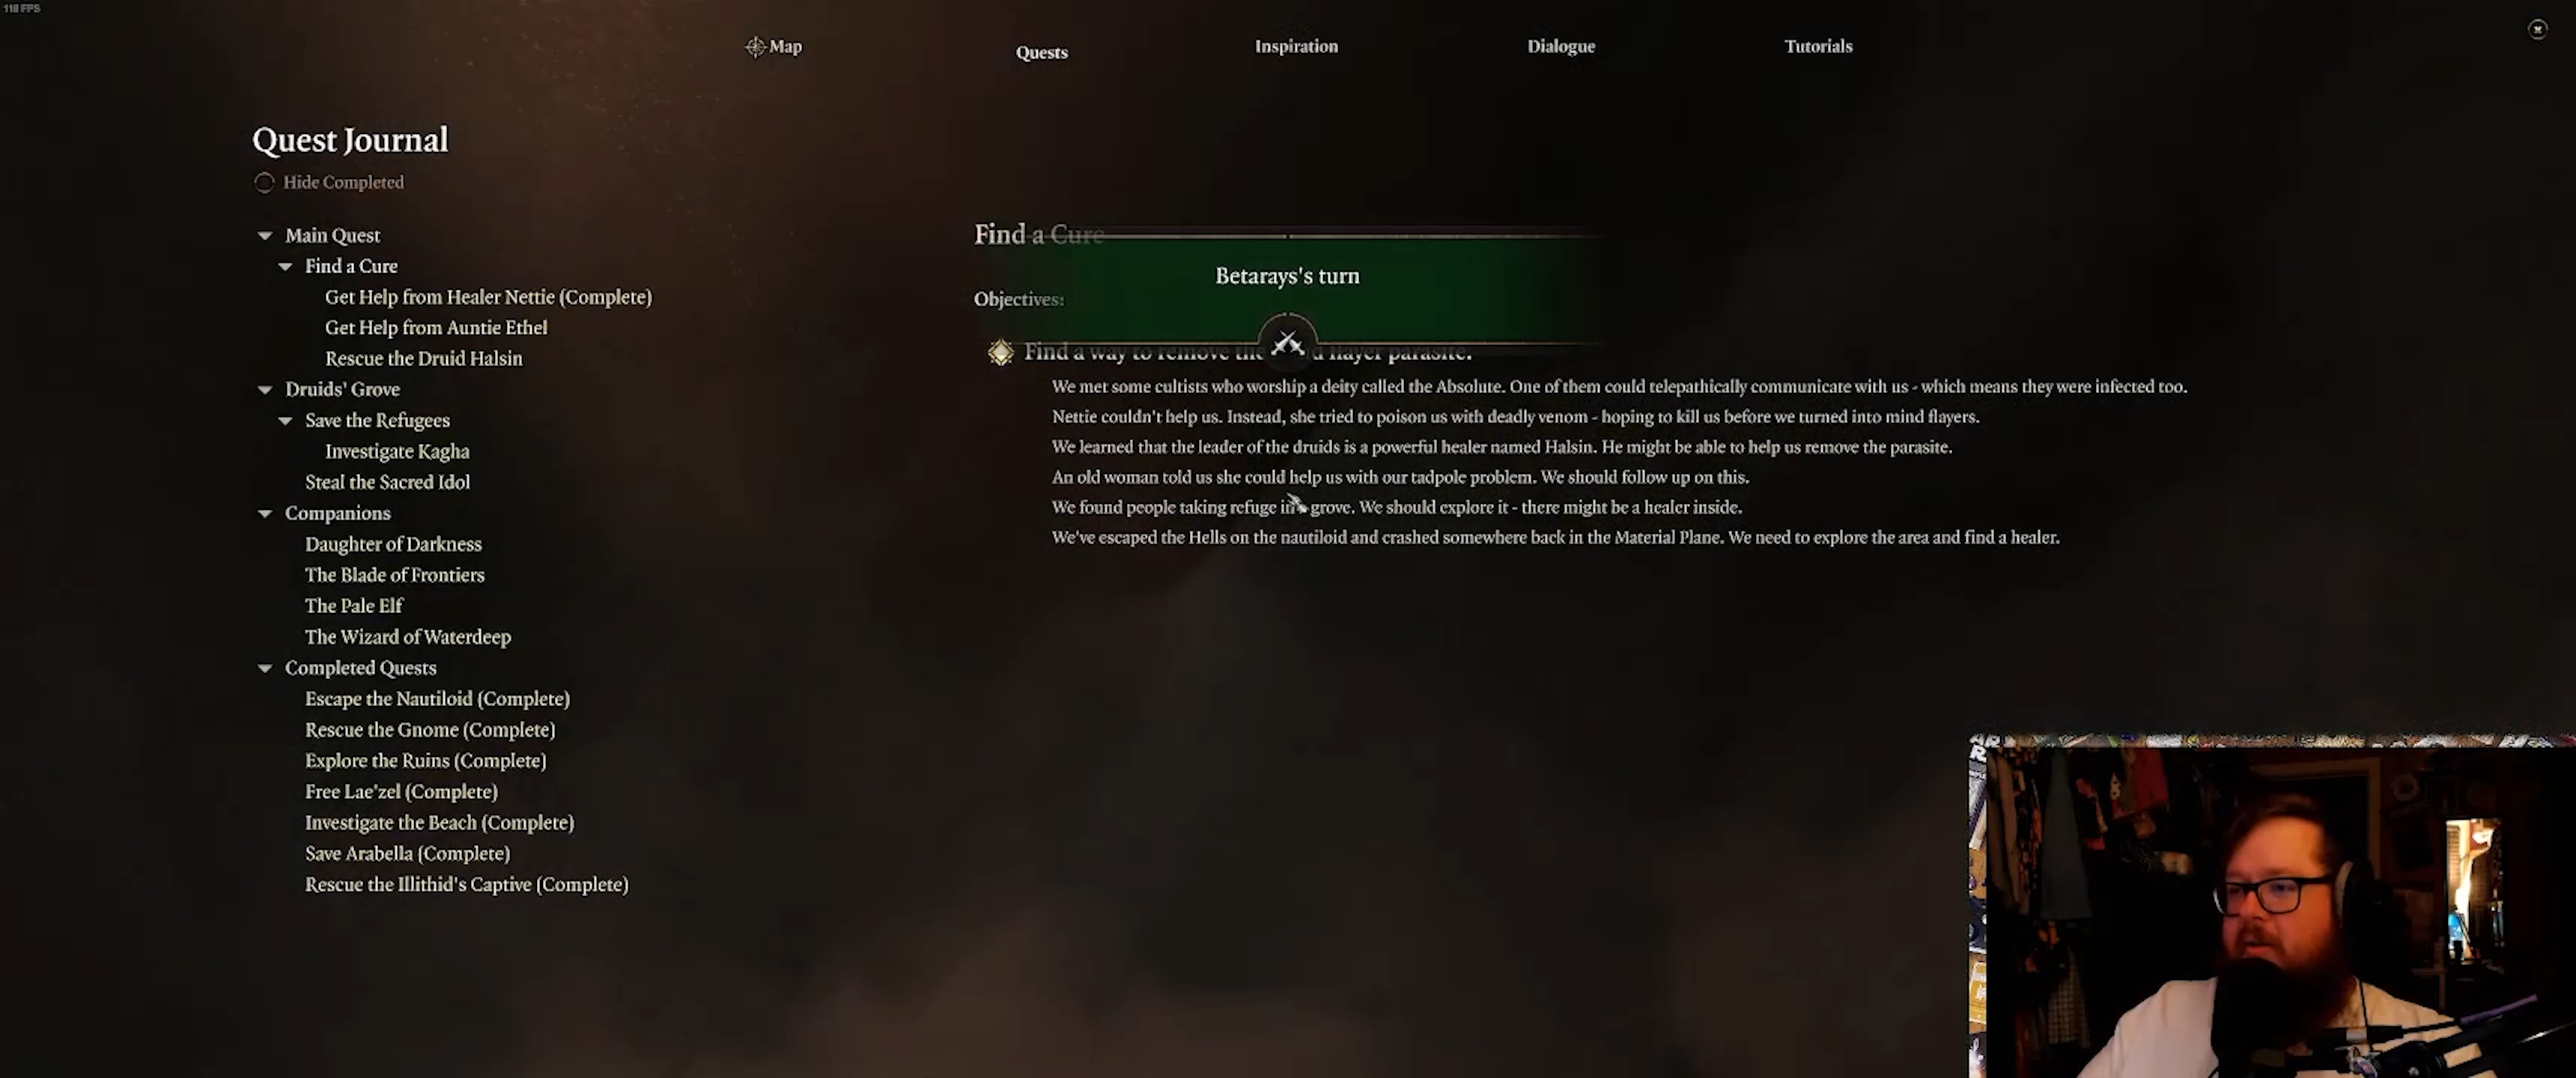 118 FPS
Map
Quests
Inspiration
Dialogue
Tutorials
Quest Journal
Hide Completed
Main Quest
Find a Cure
Get Help from Healer Nettie (Complete)
Get Help from Auntie Ethel
Rescue the Druid Halsin
Druids' Grove
Save the Refugees
Investigate Kagha
Steal the Sacred Idol
Companions
Daughter of Darkness
The Blade of Frontiers
The Pale Elf
The Wizard of Waterdeep
Completed Quests
Escape the Nautiloid (Complete)
Rescue the Gnome (Complete)
Explore the Ruins (Complete)
Free Lae'zel (Complete)
Investigate the Beach (Complete)
Save Arabella (Complete)
Rescue the Illithid's Captive (Complete)
Find a Cure
Betarays's turn
Objectives:
Find a way to remove the d flayer parasite.
We met some cultists who worship a deity called the Absolute. One of them could telepathically communicate with us - which means they were infected too.
Nettie couldn't help us. Instead, she tried to poison us with deadly venom - hoping to kill us before we turned into mind flayers.
We learned that the leader of the druids is a powerful healer named Halsin. He might be able to help us remove the parasite.
An old woman told us she could help us with our tadpole problem. We should follow up on this.
We found people taking refuge in grove. We should explore it - there might be a healer inside.
We've escaped the Hells on the nautiloid and crashed somewhere back in the Material Plane. We need to explore the area and find a healer.